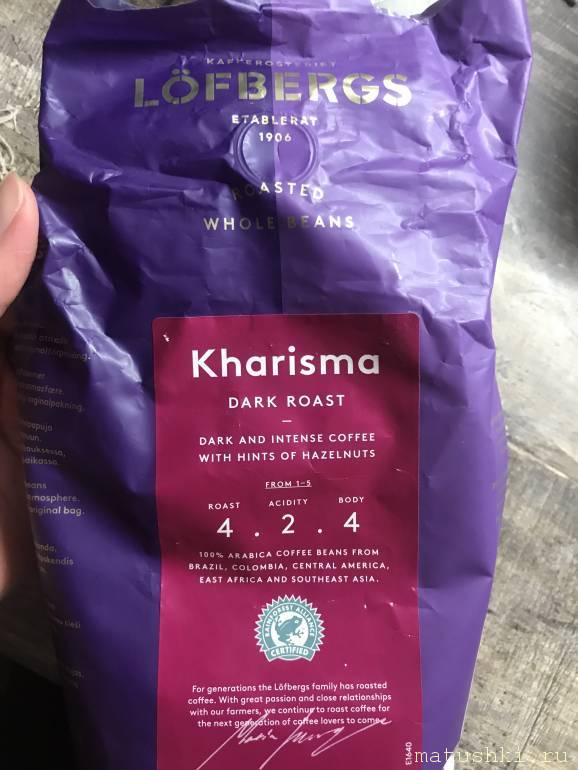 KAFFEROSTERIET
LÖFBERGS
ETABLERAT
1906
ROASTED
WHOLE BEANS
Kharisma
DARK ROAST
DARK AND INTENSE COFFEE
WITH HINTS OF HAZELNUTS
FROM 1-5
ROAST ACIDITY BODY
4 . 2 . 4
100% ARABICA COFFEE BEANS FROM
BRAZIL, COLOMBIA, CENTRAL AMERICA,
EAST AFRICA AND SOUTHEAST ASIA.
RAINFOREST ALLIANCE
CERTIFIED
For generations the Löfbergs family has roasted
coffee. With great passion and close relationships
with our farmers, we continue to roast coffee for
the next generation of coffee lovers to come
E1640
beans
original bag.
matushki.ru